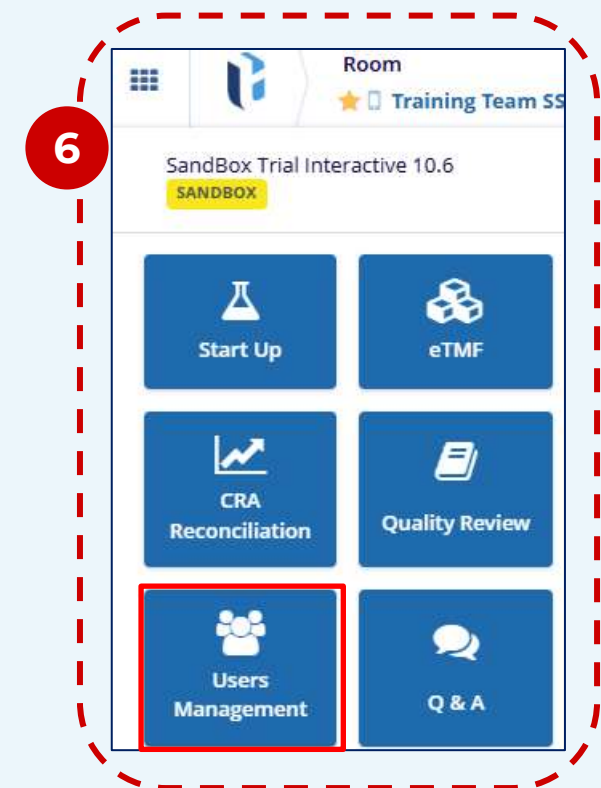 6
Room
Training Team SS
SandBox Trial Interactive 10.6
SANDBOX
Start Up
eTMF
CRA
Reconciliation
Quality Review
Users
Management
Q & A